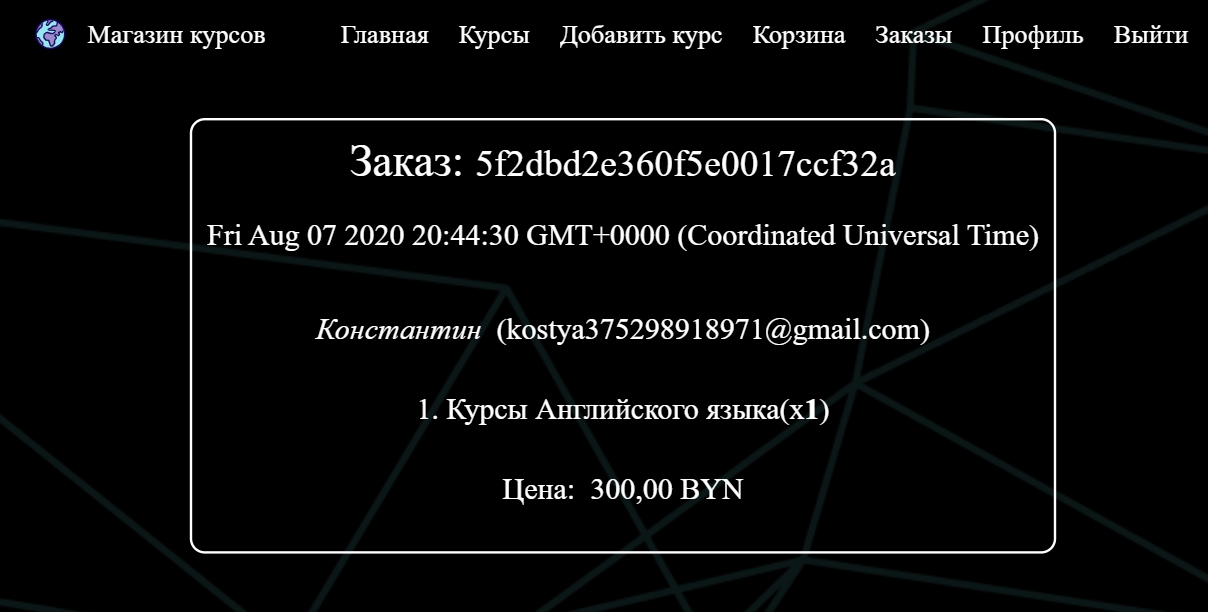 Магазин курсов Главная Курсы Добавить курс Корзина Заказы Профиль Выйти
Заказ: 5f2dbd2e360f5e0017ccf32a
Fri Aug 07 2020 20:44:30 GMT+0000 (Coordinated Universal Time)
Константин (kostya375298918971@gmail.com)
1. Курсы Английского языка(x1)
Цена: 300,00 BYN